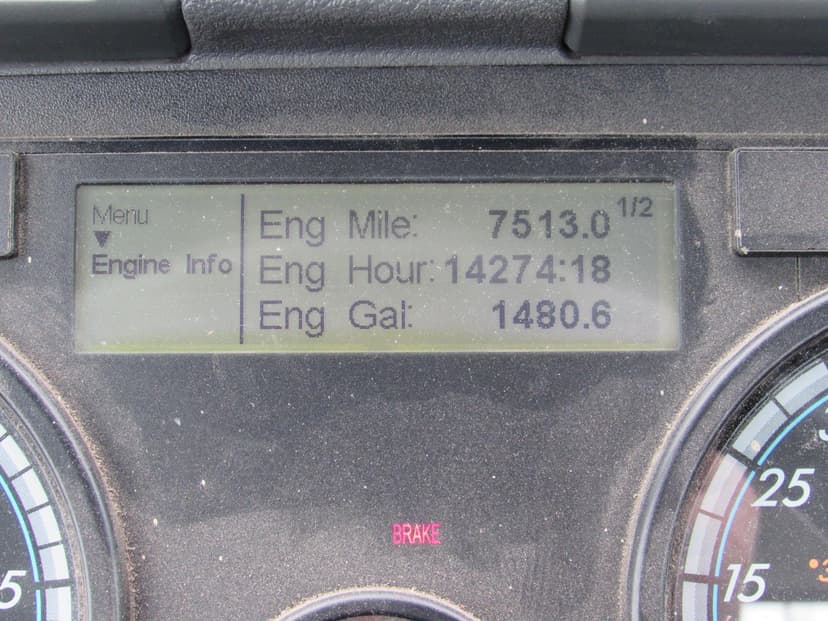 Menu
▼
Engine Info
Eng Mile: 7513.0 1/2
Eng Hour: 14274:18
Eng Gal: 1480.6
BRAKE
5
25
15